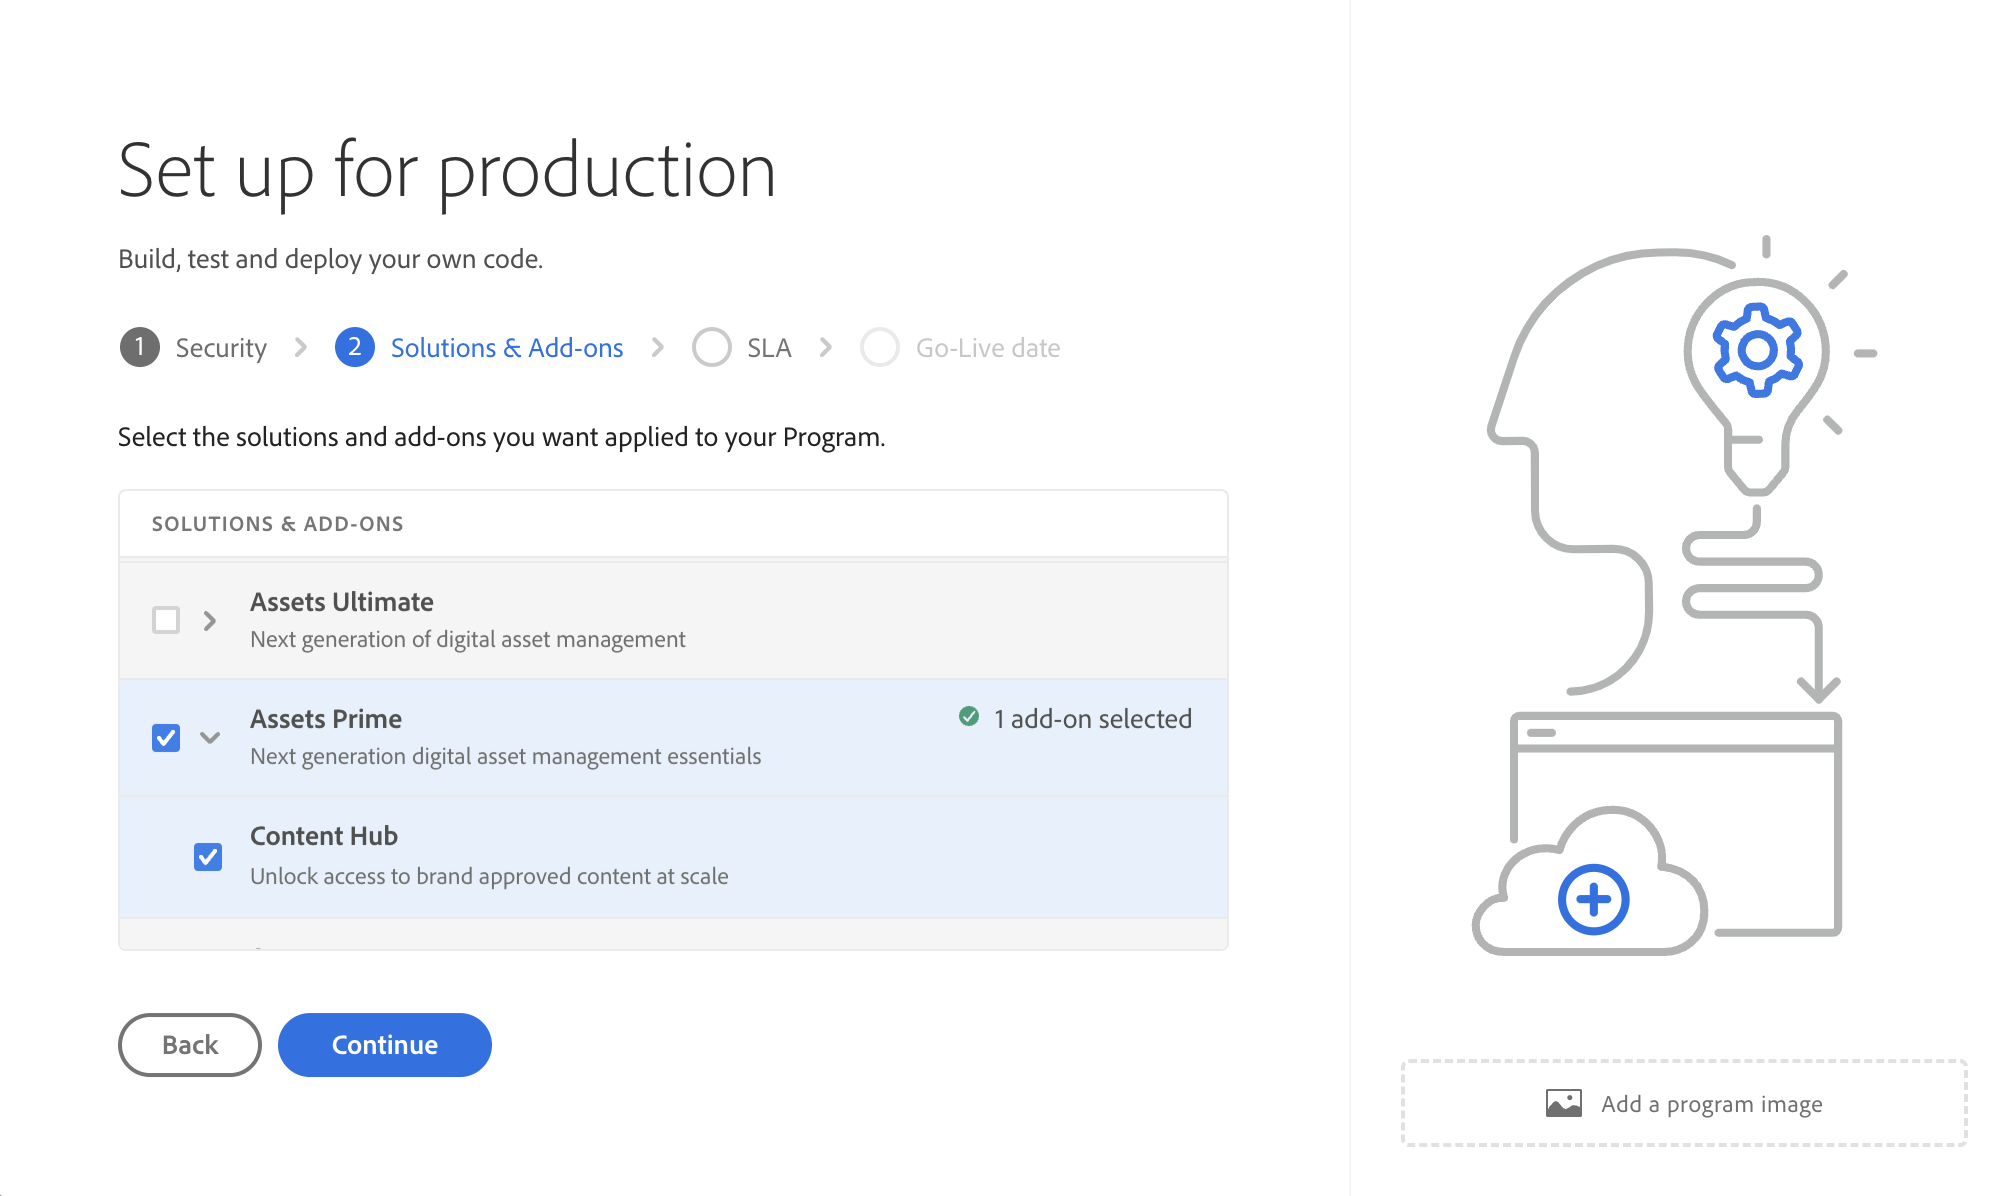 Set up for production
Build, test and deploy your own code.
1 Security 2 Solutions & Add-ons SLA Go-Live date
Select the solutions and add-ons you want applied to your Program.
SOLUTIONS & ADD-ONS
Assets Ultimate
Next generation of digital asset management
Assets Prime 1 add-on selected
Next generation digital asset management essentials
Content Hub
Unlock access to brand approved content at scale
Back Continue
Add a program image